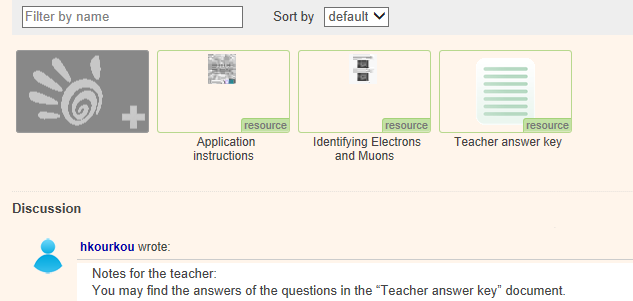 Filter by name
Sort by default
resource
resource
resource
Application
instructions
Identifying Electrons
and Muons
Teacher answer key
Discussion
hkourkou wrote:
Notes for the teacher:
You may find the answers of the questions in the “Teacher answer key” document.